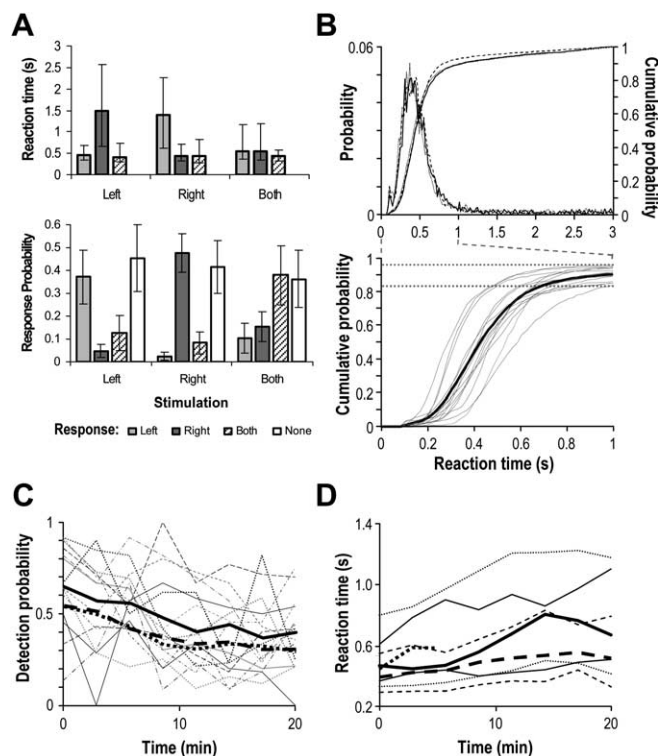 A
Reaction time (s)
3
2.5
2
1.5
1
0.5
0
Left Right Both
Response Probability
0.6
0.5
0.4
0.3
0.2
0.1
0
Left Right Both
Stimulation
Response: Left Right Both None
B
Probability
0.06
0
Cumulative probability
1
0.8
0.6
0.4
0.2
0
0 0.5 1 1.5 2 2.5 3
Cumulative probability
1
0.8
0.6
0.4
0.2
0
0 0.2 0.4 0.6 0.8 1
Reaction time (s)
C
Detection probability
1
0.5
0
0 10 20
Time (min)
D
Reaction time (s)
1.4
1.0
0.6
0.2
0 10 20
Time (min)